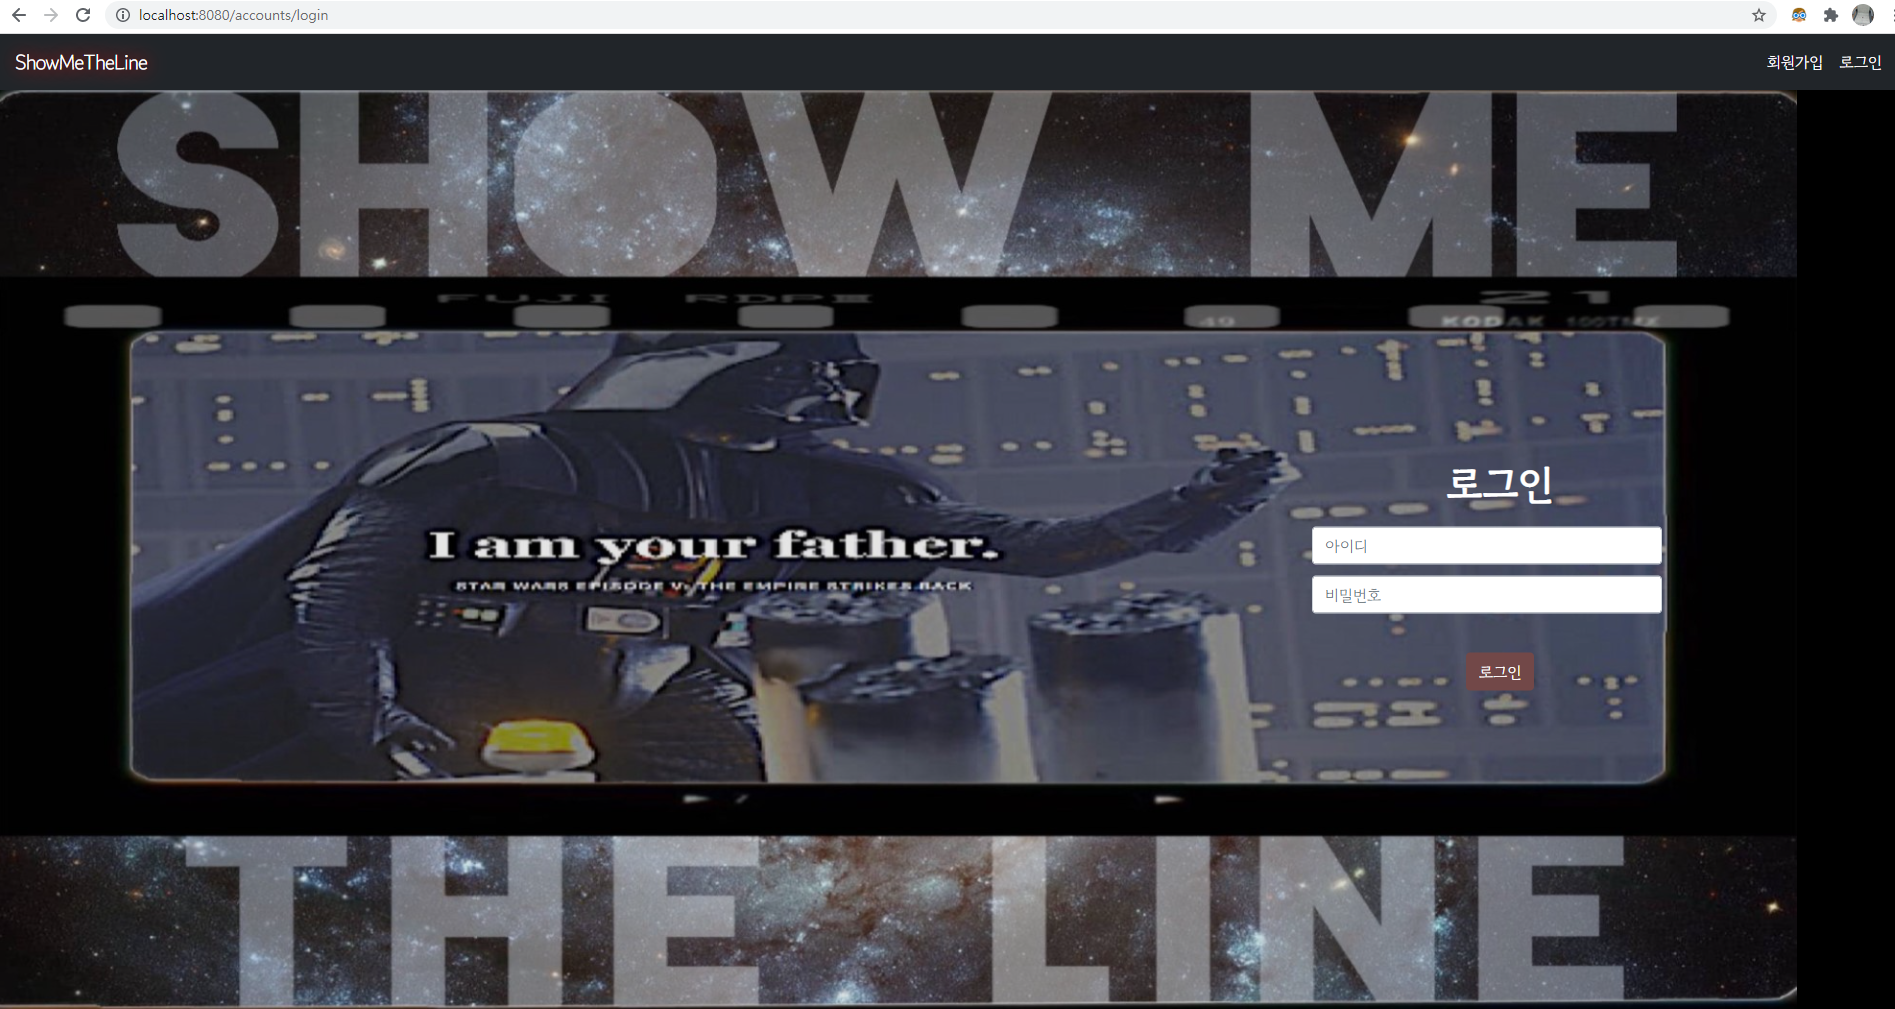 localhost:8080/accounts/login
ShowMeTheLine
회원가입 로그인
SHOW ME
FUJI RDPⅢ 21
49 KODAK 100TMX
로그인
I am your father.
아이디
STAR WARS EPISODE V: THE EMPIRE STRIKES BACK
비밀번호
로그인
THE LINE